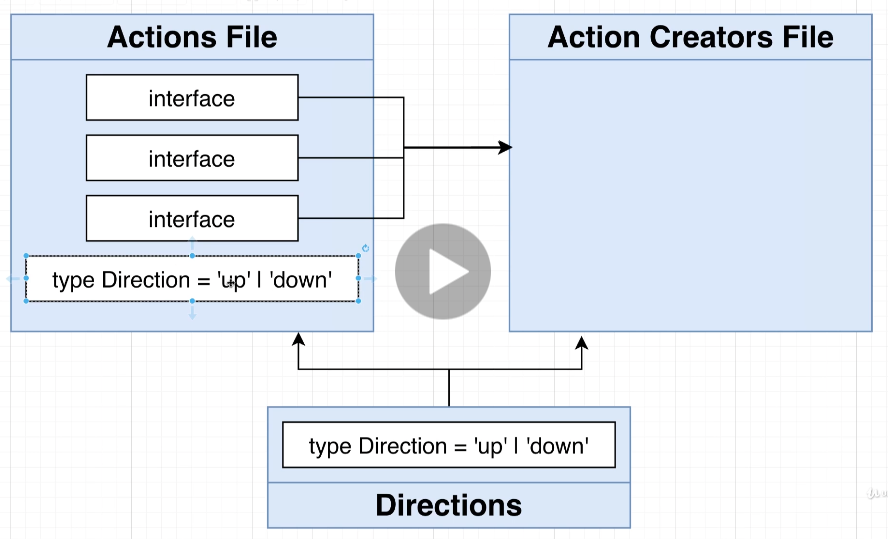 Actions File
interface
interface
interface
type Direction = 'up' | 'down'
Action Creators File
type Direction = 'up' | 'down'
Directions